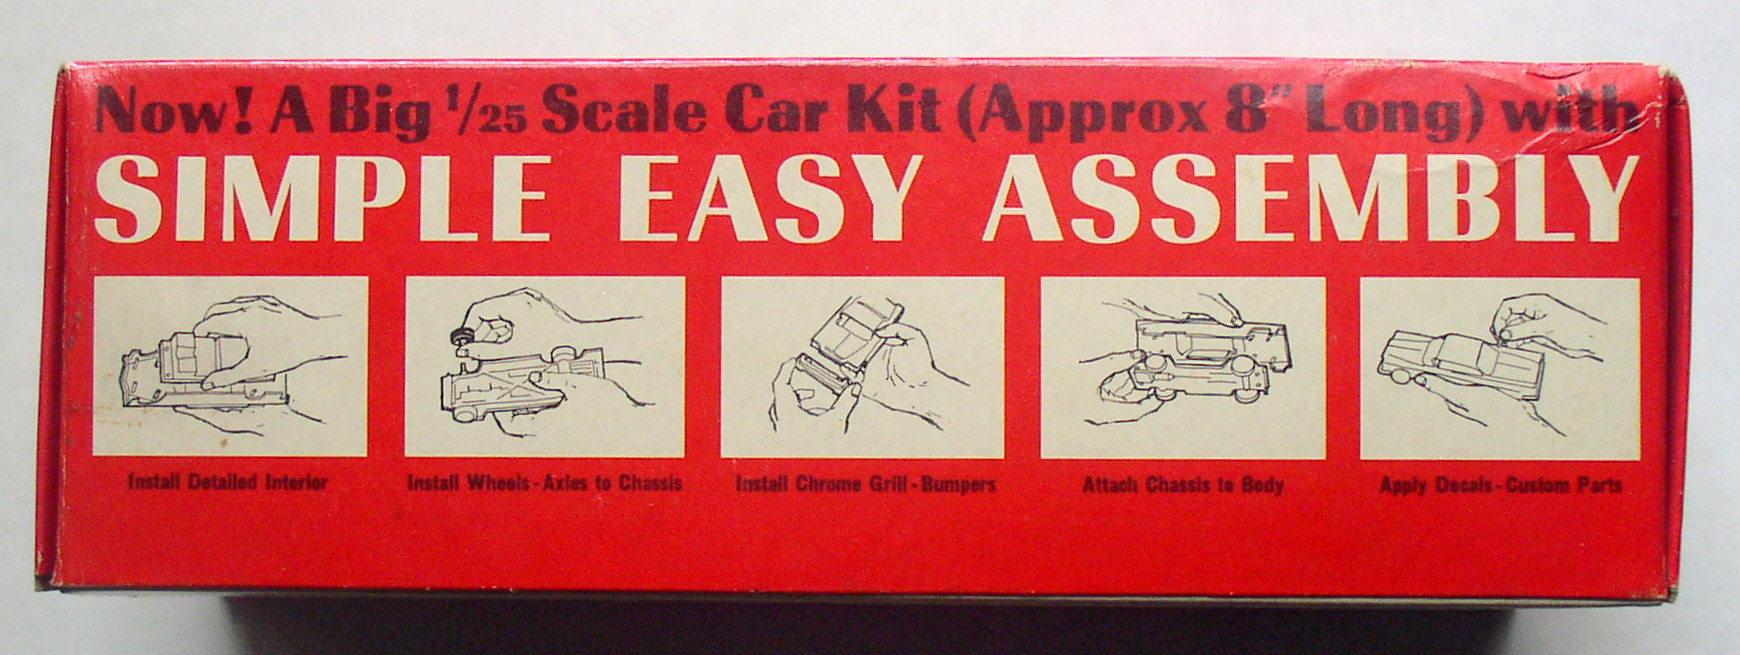 Now! A Big 1/25 Scale Car Kit (Approx 8" Long) with
SIMPLE EASY ASSEMBLY
Install Detailed Interior
Install Wheels-Axles to Chassis
Install Chrome Grill-Bumpers
Attach Chassis to Body
Apply Decals-Custom Parts